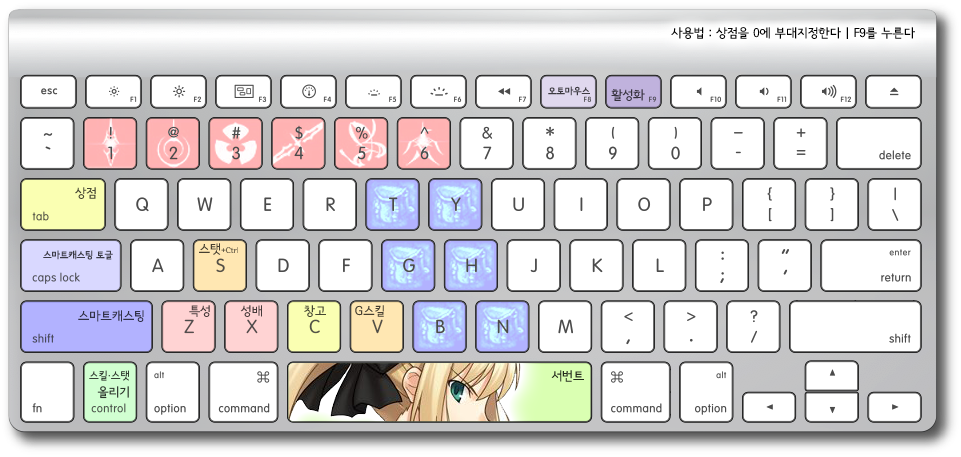 사용법 : 상점을 0에 부대지정한다 | F9를 누른다
esc F1 F2 F3 F4 F5 F6 F7 오토마우스 F8 활성화 F9 F10 F11 F12
~ ! @ # $ % ^ & * ( ) _ +
` 1 2 3 4 5 6 7 8 9 0 - = delete
상점 { } |
tab Q W E R T Y U I O P [ ] \
스마트캐스팅 토글 스탯+Ctrl : " enter
caps lock A S D F G H J K L ; ' return
스마트캐스팅 특성 성배 창고 G스킬 < > ?
shift Z X C V B N M , . / shift
스킬·스탯 alt ⌘ 서번트 ⌘ alt ▲
올리기
fn control option command command option ◀ ▼ ▶